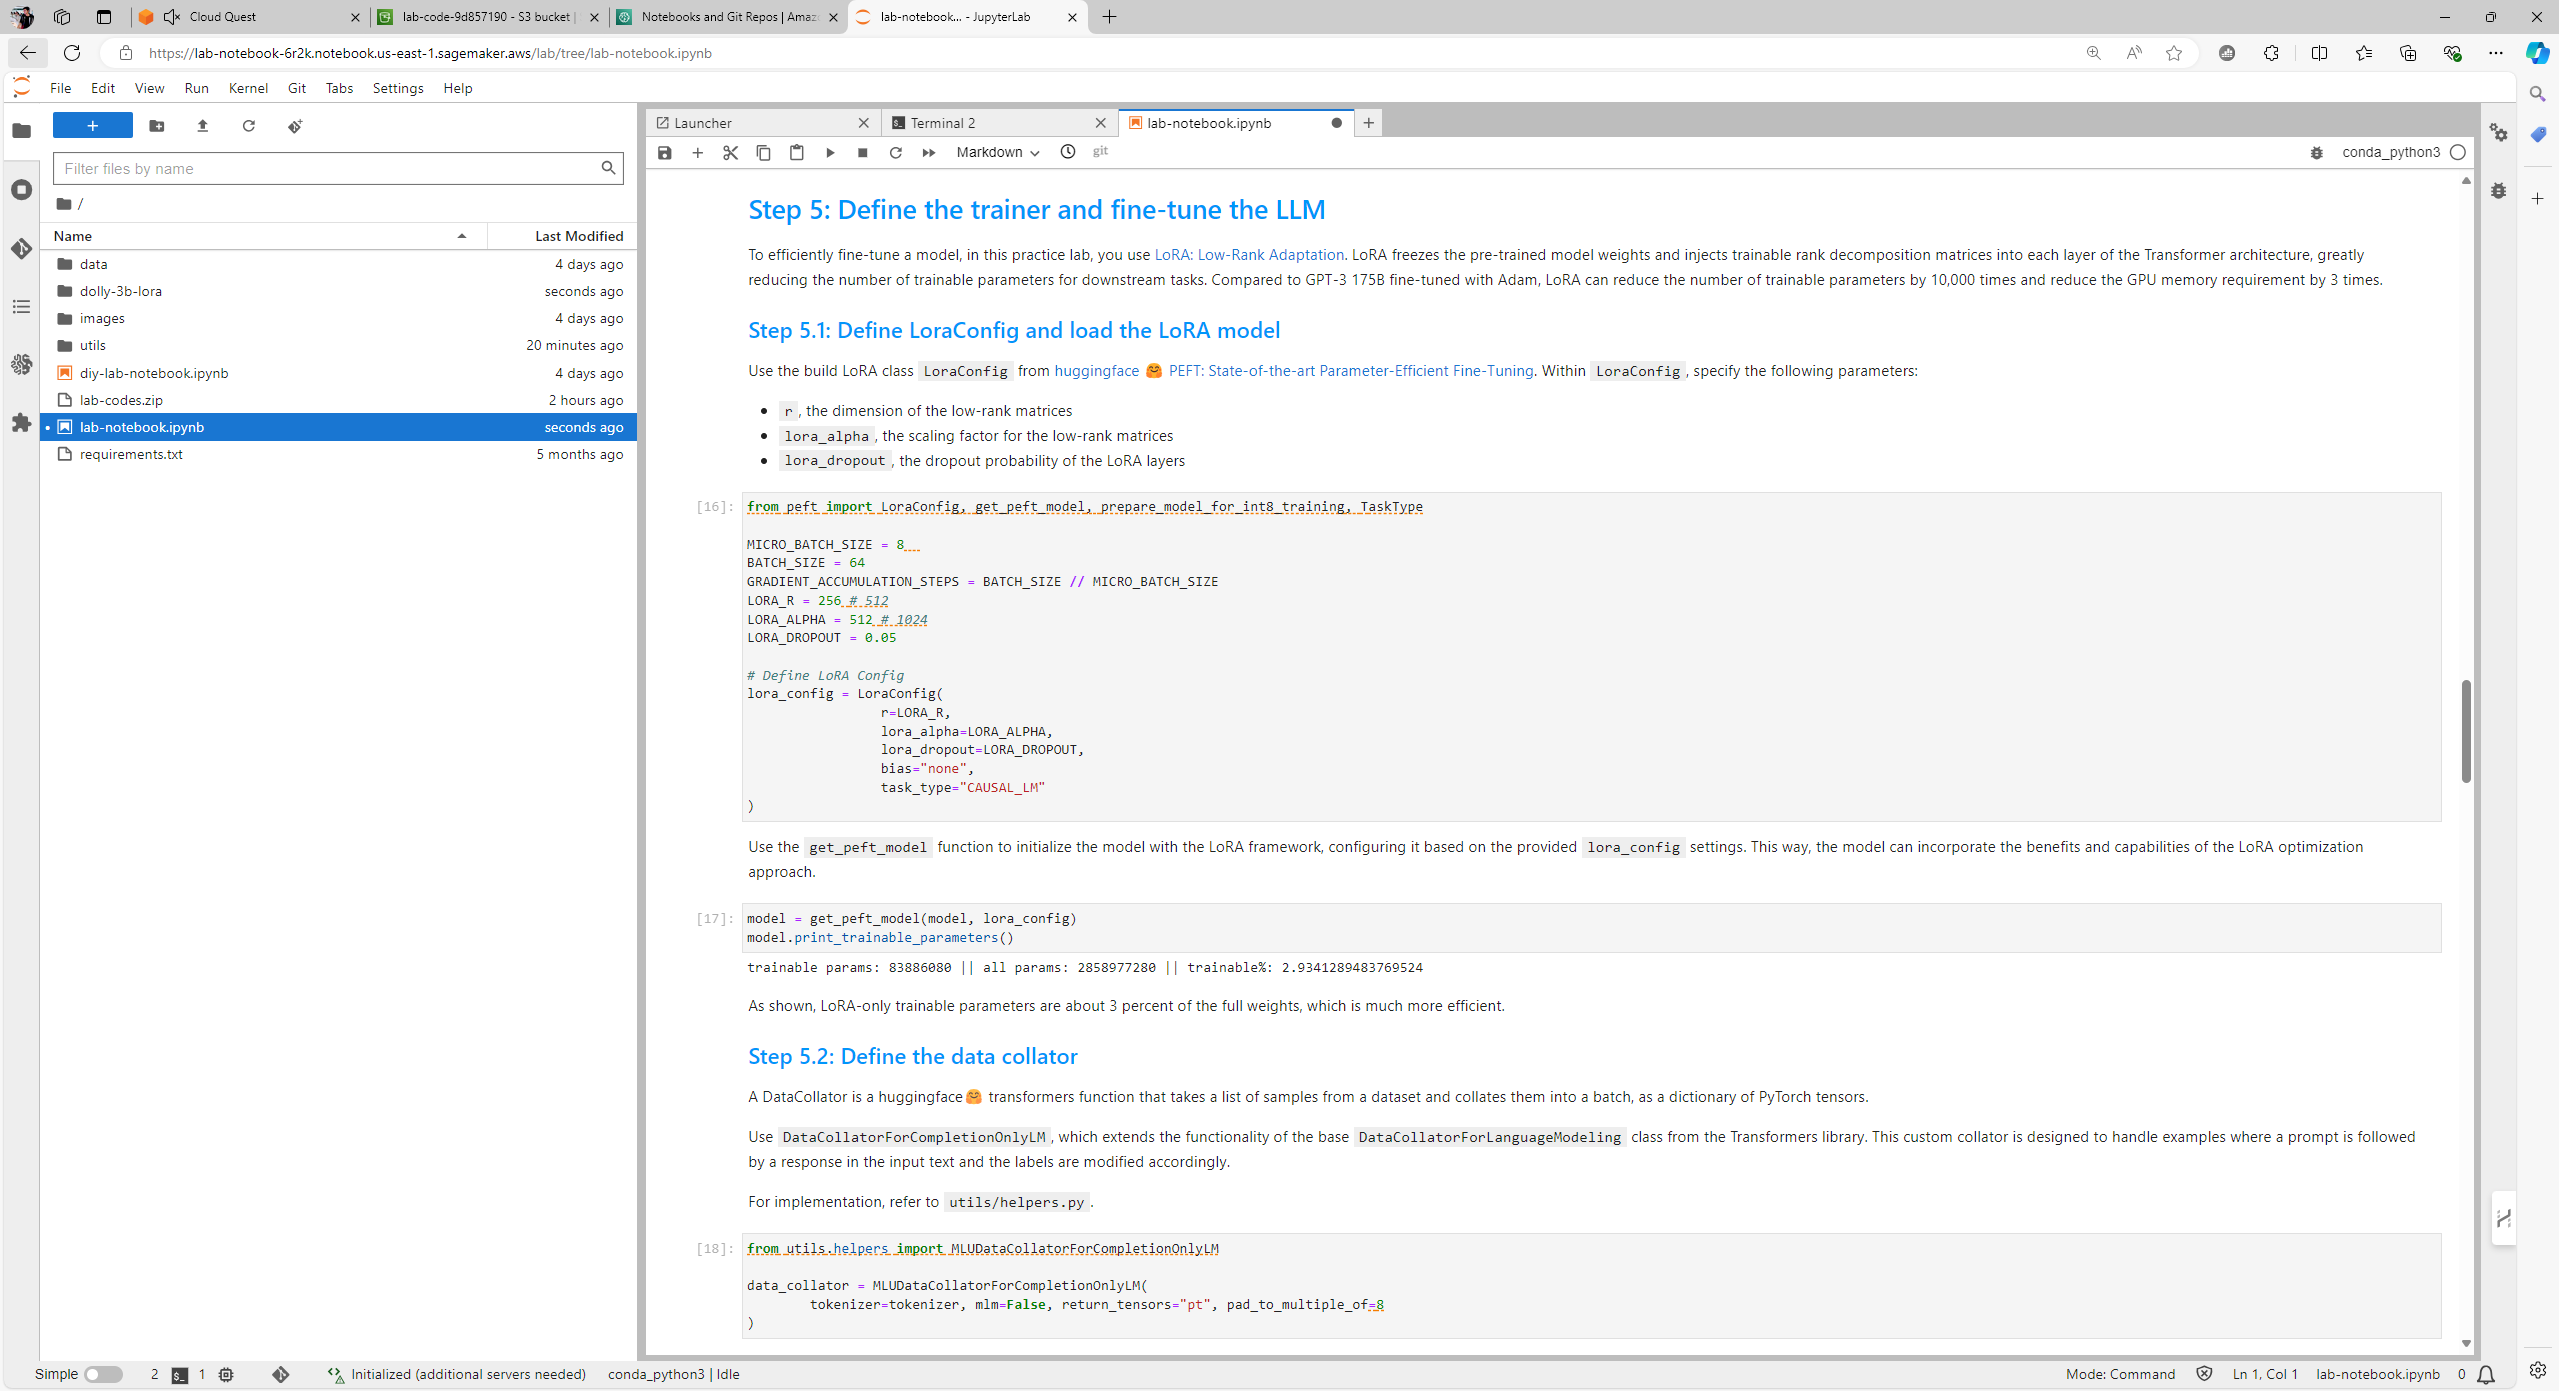 Cloud Quest
lab-code-9d857190 - S3 bucket |
Notebooks and Git Repos | Amaz
lab-notebook... - JupyterLab
https://lab-notebook-6r2k.notebook.us-east-1.sagemaker.aws/lab/tree/lab-notebook.ipynb
File Edit View Run Kernel Git Tabs Settings Help
Launcher
Terminal 2
lab-notebook.ipynb
Markdown
git
conda_python3
Filter files by name
/
Name Last Modified
data 4 days ago
dolly-3b-lora seconds ago
images 4 days ago
utils 20 minutes ago
diy-lab-notebook.ipynb 4 days ago
lab-codes.zip 2 hours ago
lab-notebook.ipynb seconds ago
requirements.txt 5 months ago
Step 5: Define the trainer and fine-tune the LLM
To efficiently fine-tune a model, in this practice lab, you use LoRA: Low-Rank Adaptation. LoRA freezes the pre-trained model weights and injects trainable rank decomposition matrices into each layer of the Transformer architecture, greatly
reducing the number of trainable parameters for downstream tasks. Compared to GPT-3 175B fine-tuned with Adam, LoRA can reduce the number of trainable parameters by 10,000 times and reduce the GPU memory requirement by 3 times.
Step 5.1: Define LoraConfig and load the LoRA model
Use the build LoRA class LoraConfig from huggingface 🤗 PEFT: State-of-the-art Parameter-Efficient Fine-Tuning. Within LoraConfig, specify the following parameters:
• r, the dimension of the low-rank matrices
• lora_alpha, the scaling factor for the low-rank matrices
• lora_dropout, the dropout probability of the LoRA layers
[16]: from peft import LoraConfig, get_peft_model, prepare_model_for_int8_training, TaskType
MICRO_BATCH_SIZE = 8
BATCH_SIZE = 64
GRADIENT_ACCUMULATION_STEPS = BATCH_SIZE // MICRO_BATCH_SIZE
LORA_R = 256 # 512
LORA_ALPHA = 512 # 1024
LORA_DROPOUT = 0.05
# Define LoRA Config
lora_config = LoraConfig(
r=LORA_R,
lora_alpha=LORA_ALPHA,
lora_dropout=LORA_DROPOUT,
bias="none",
task_type="CAUSAL_LM"
)
Use the get_peft_model function to initialize the model with the LoRA framework, configuring it based on the provided lora_config settings. This way, the model can incorporate the benefits and capabilities of the LoRA optimization
approach.
[17]: model = get_peft_model(model, lora_config)
model.print_trainable_parameters()
trainable params: 83886080 || all params: 2858977280 || trainable%: 2.9341289483769524
As shown, LoRA-only trainable parameters are about 3 percent of the full weights, which is much more efficient.
Step 5.2: Define the data collator
A DataCollator is a huggingface🤗 transformers function that takes a list of samples from a dataset and collates them into a batch, as a dictionary of PyTorch tensors.
Use DataCollatorForCompletionOnlyLM, which extends the functionality of the base DataCollatorForLanguageModeling class from the Transformers library. This custom collator is designed to handle examples where a prompt is followed
by a response in the input text and the labels are modified accordingly.
For implementation, refer to utils/helpers.py.
[18]: from utils.helpers import MLUDataCollatorForCompletionOnlyLM
data_collator = MLUDataCollatorForCompletionOnlyLM(
tokenizer=tokenizer, mlm=False, return_tensors="pt", pad_to_multiple_of=8
)
Simple 2 1 Initialized (additional servers needed) conda_python3 | Idle Mode: Command Ln 1, Col 1 lab-notebook.ipynb 0